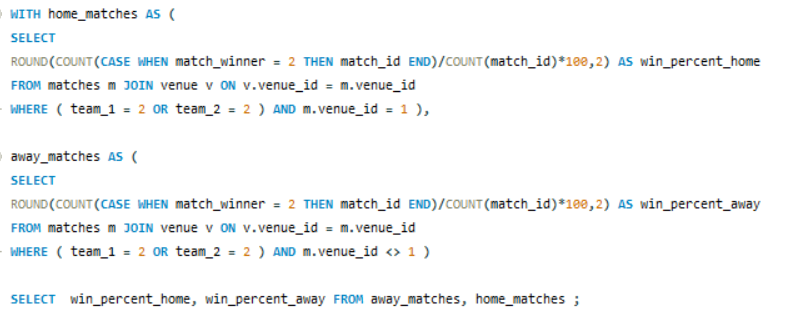 WITH home_matches AS (
SELECT
ROUND(COUNT(CASE WHEN match_winner = 2 THEN match_id END)/COUNT(match_id)*100,2) AS win_percent_home
FROM matches m JOIN venue v ON v.venue_id = m.venue_id
WHERE ( team_1 = 2 OR team_2 = 2 ) AND m.venue_id = 1 ),
away_matches AS (
SELECT
ROUND(COUNT(CASE WHEN match_winner = 2 THEN match_id END)/COUNT(match_id)*100,2) AS win_percent_away
FROM matches m JOIN venue v ON v.venue_id = m.venue_id
WHERE ( team_1 = 2 OR team_2 = 2 ) AND m.venue_id <> 1 )
SELECT  win_percent_home, win_percent_away FROM away_matches, home_matches ;